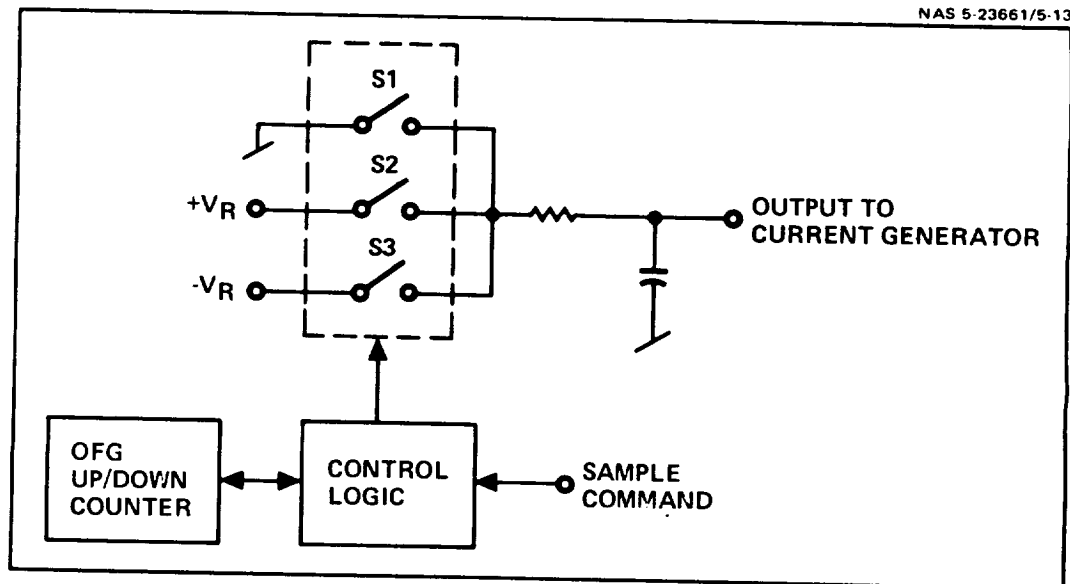 NAS 5-23661/5-13
S1
S2
+VR
S3
-VR
OUTPUT TO
CURRENT GENERATOR
OFG
UP/DOWN
COUNTER
CONTROL
LOGIC
SAMPLE
COMMAND